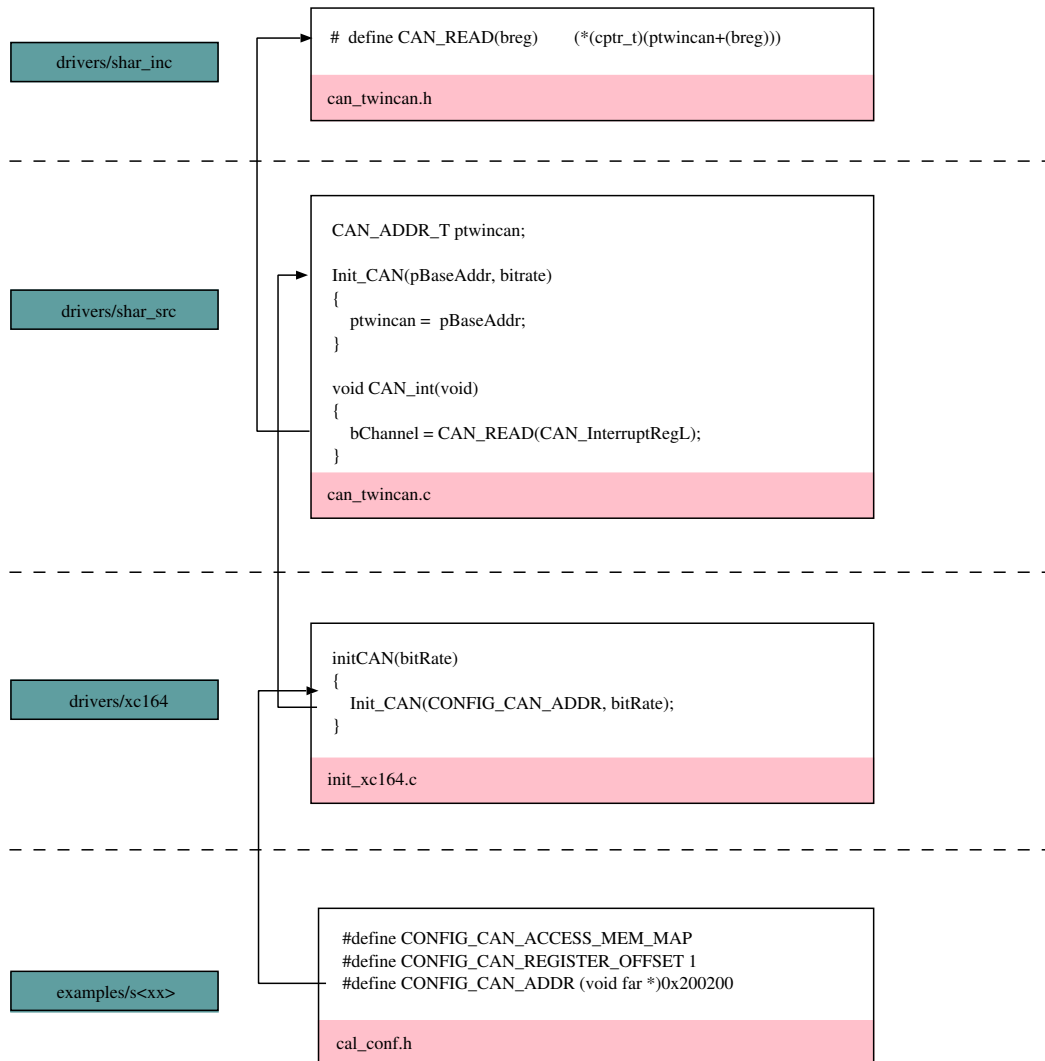 drivers/shar_inc
# define CAN_READ(breg) (*(cptr_t)(ptwincan+(breg)))
can_twincan.h
drivers/shar_src
CAN_ADDR_T ptwincan;
Init_CAN(pBaseAddr, bitrate)
{
ptwincan = pBaseAddr;
}
void CAN_int(void)
{
bChannel = CAN_READ(CAN_InterruptRegL);
}
can_twincan.c
drivers/xc164
initCAN(bitRate)
{
Init_CAN(CONFIG_CAN_ADDR, bitRate);
}
init_xc164.c
examples/s<xx>
#define CONFIG_CAN_ACCESS_MEM_MAP
#define CONFIG_CAN_REGISTER_OFFSET 1
#define CONFIG_CAN_ADDR (void far *)0x200200
cal_conf.h